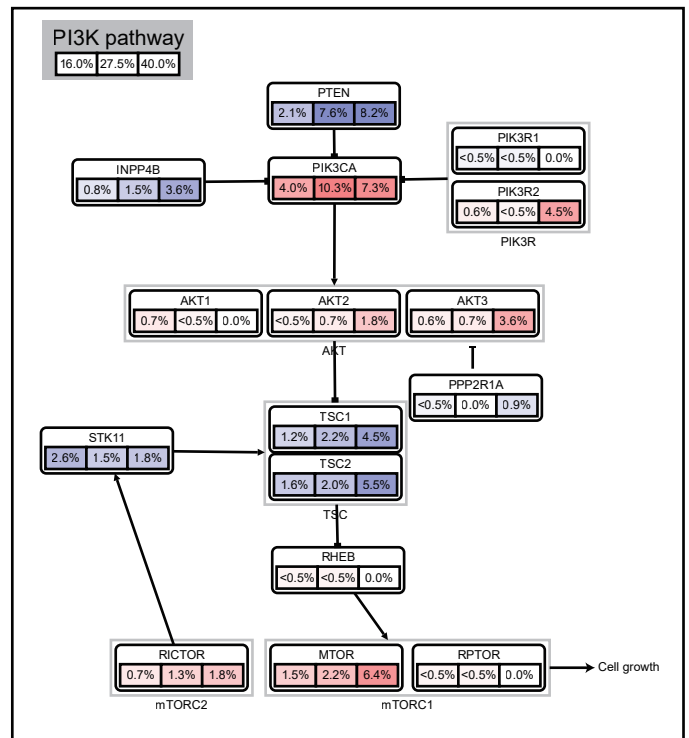 PI3K pathway
16.0% 27.5% 40.0%
PTEN
2.1% 7.6% 8.2%
PIK3R1
<0.5% <0.5% 0.0%
INPP4B
0.8% 1.5% 3.6%
PIK3CA
4.0% 10.3% 7.3%
PIK3R2
0.6% <0.5% 4.5%
PIK3R
AKT1
0.7% <0.5% 0.0%
AKT2
<0.5% 0.7% 1.8%
AKT3
0.6% 0.7% 3.6%
AKT
PPP2R1A
<0.5% 0.0% 0.9%
TSC1
1.2% 2.2% 4.5%
STK11
2.6% 1.5% 1.8%
TSC2
1.6% 2.0% 5.5%
TSC
RHEB
<0.5% <0.5% 0.0%
RICTOR
0.7% 1.3% 1.8%
mTORC2
MTOR
1.5% 2.2% 6.4%
RPTOR
<0.5% <0.5% 0.0%
mTORC1
Cell growth